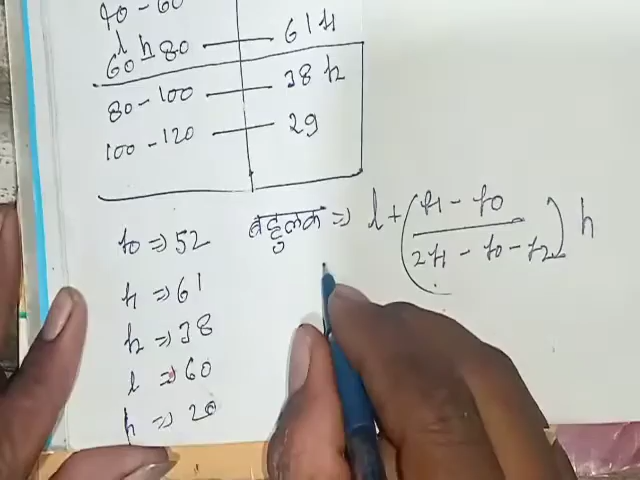 40 - 60
l h
60 - 80 61 f1
80 - 100 38 f2
100 - 120 29
बहुलक => l + ( f1 - f0 / 2f1 - f0 - f2 ) h
f0 => 52
f1 => 61
f2 => 38
l => 60
h => 20